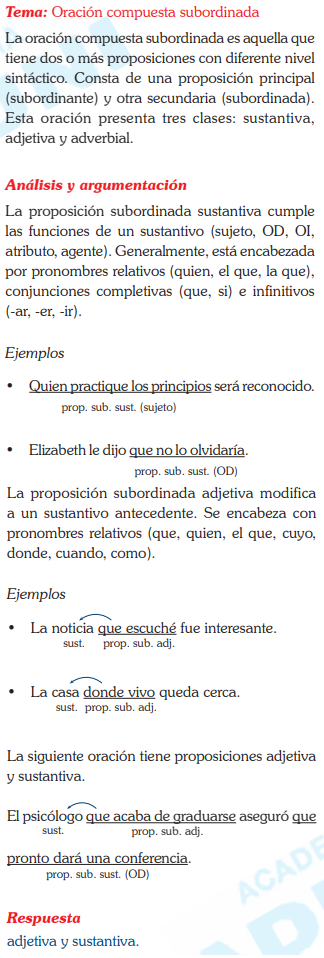 Tema: Oración compuesta subordinada
La oración compuesta subordinada es aquella que
tiene dos o más proposiciones con diferente nivel
sintáctico. Consta de una proposición principal
(subordinante) y otra secundaria (subordinada).
Esta oración presenta tres clases: sustantiva,
adjetiva y adverbial.
Análisis y argumentación
La proposición subordinada sustantiva cumple
las funciones de un sustantivo (sujeto, OD, OI,
atributo, agente). Generalmente, está encabezada
por pronombres relativos (quien, el que, la que),
conjunciones completivas (que, si) e infinitivos
(-ar, -er, -ir).
Ejemplos
• Quien practique los principios será reconocido.
prop. sub. sust. (sujeto)
• Elizabeth le dijo que no lo olvidaría.
prop. sub. sust. (OD)
La proposición subordinada adjetiva modifica
a un sustantivo antecedente. Se encabeza con
pronombres relativos (que, quien, el que, cuyo,
donde, cuando, como).
Ejemplos
• La noticia que escuché fue interesante.
sust. prop. sub. adj.
• La casa donde vivo queda cerca.
sust. prop. sub. adj.
La siguiente oración tiene proposiciones adjetiva
y sustantiva.
El psicólogo que acaba de graduarse aseguró que
sust. prop. sub. adj.
pronto dará una conferencia.
prop. sub. sust. (OD)
Respuesta
adjetiva y sustantiva.